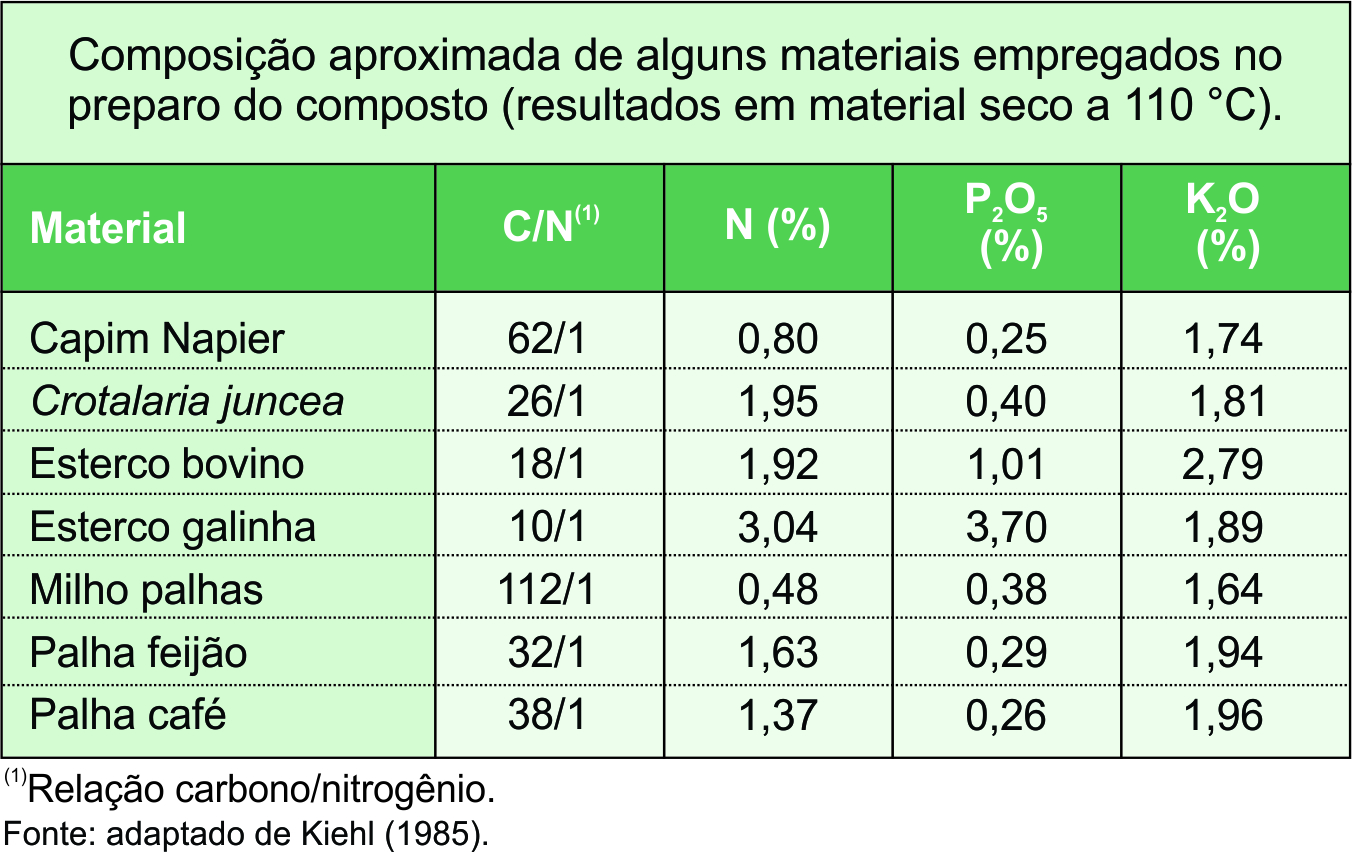 Composição aproximada de alguns materiais empregados no
preparo do composto (resultados em material seco a 110 °C).
Material C/N(1) N (%) P2O5 (%) K2O (%)
Capim Napier 62/1 0,80 0,25 1,74
Crotalaria juncea 26/1 1,95 0,40 1,81
Esterco bovino 18/1 1,92 1,01 2,79
Esterco galinha 10/1 3,04 3,70 1,89
Milho palhas 112/1 0,48 0,38 1,64
Palha feijão 32/1 1,63 0,29 1,94
Palha café 38/1 1,37 0,26 1,96
(1)Relação carbono/nitrogênio.
Fonte: adaptado de Kiehl (1985).